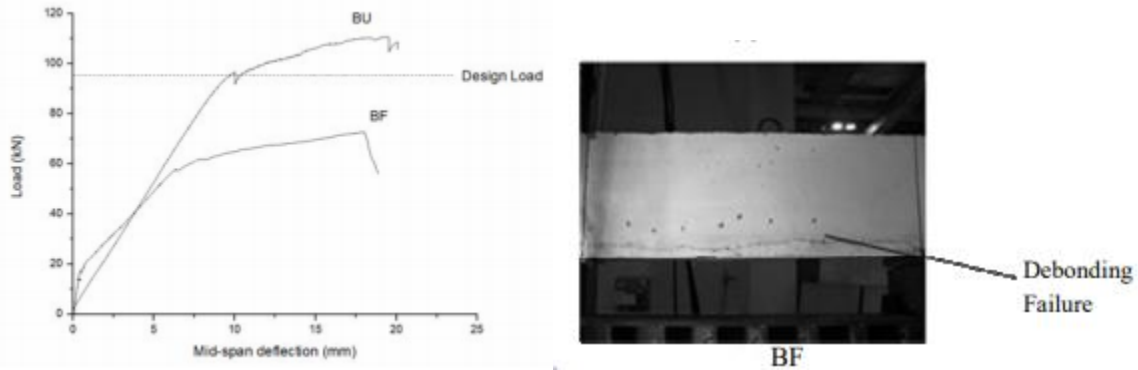 120
100
80
60
40
20
0
Load (kN)
BU
Design Load
BF
0 5 10 15 20 25
Mid-span deflection (mm)
Debonding
Failure
BF